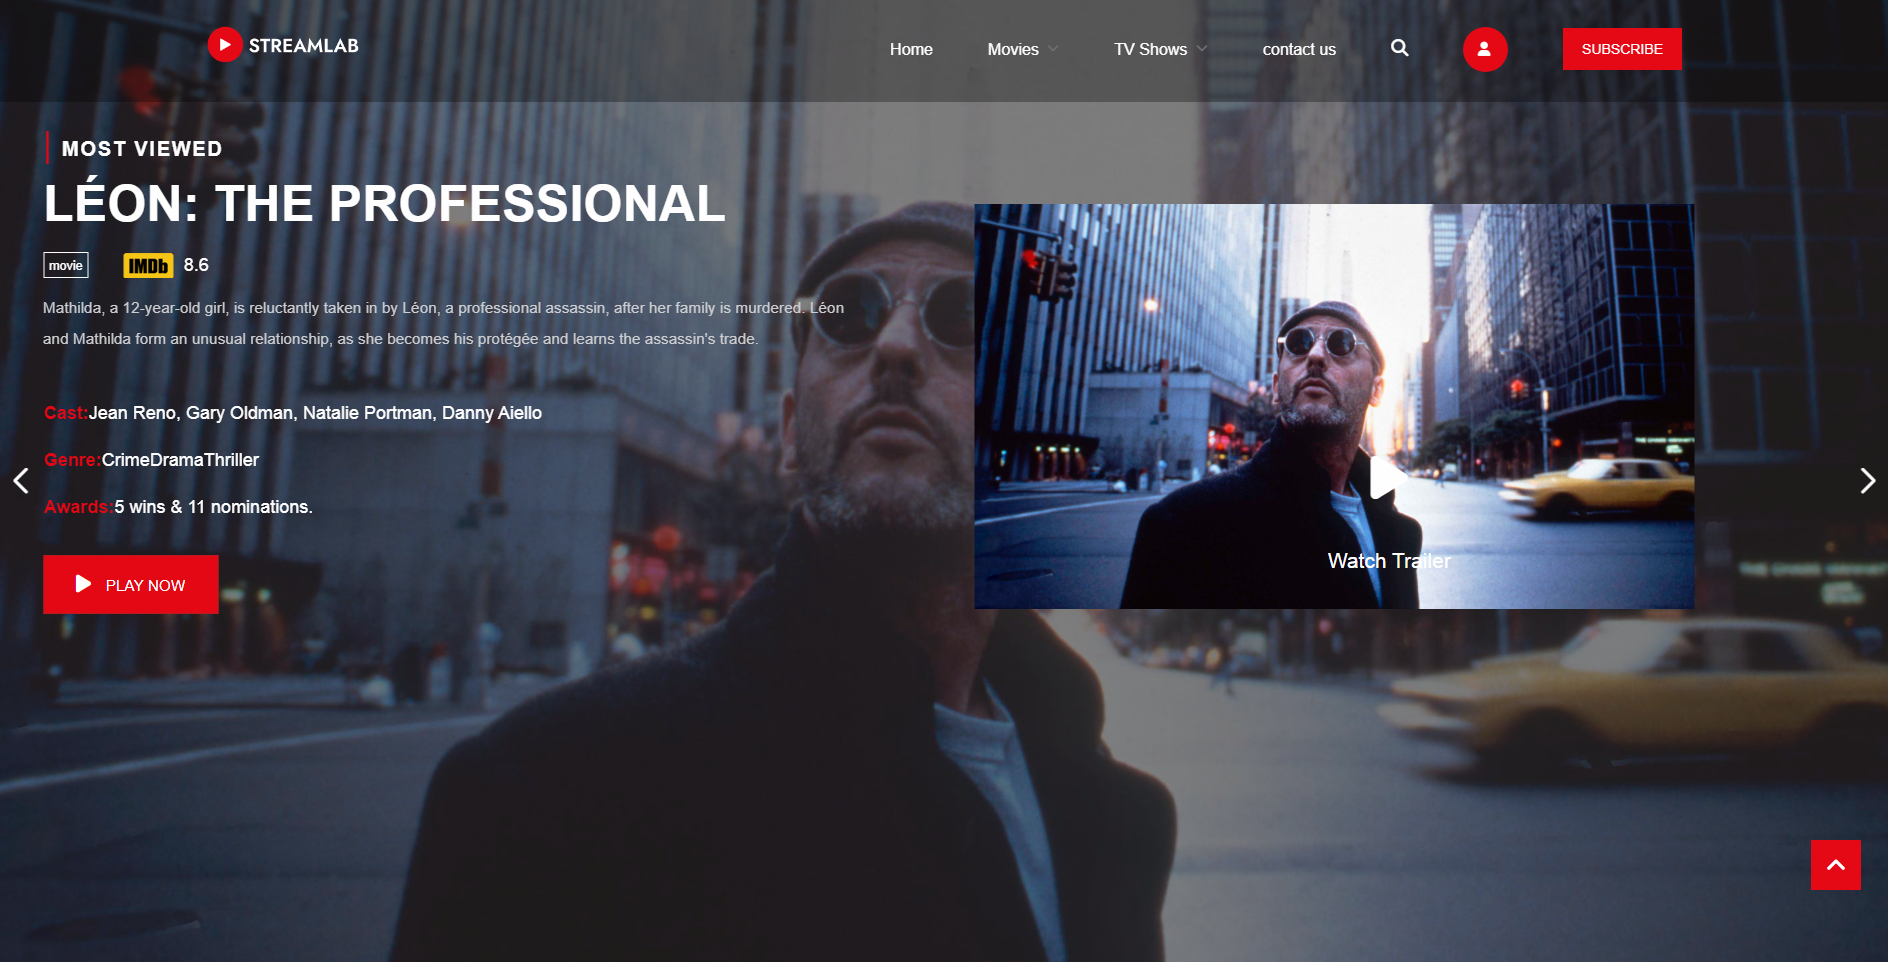 STREAMLAB
Home
Movies
TV Shows
contact us
SUBSCRIBE
MOST VIEWED
LÉON: THE PROFESSIONAL
movie
IMDb 8.6
Mathilda, a 12-year-old girl, is reluctantly taken in by Léon, a professional assassin, after her family is murdered. Léon
and Mathilda form an unusual relationship, as she becomes his protégée and learns the assassin's trade.
Cast:Jean Reno, Gary Oldman, Natalie Portman, Danny Aiello
Genre:CrimeDramaThriller
Awards:5 wins & 11 nominations.
PLAY NOW
Watch Trailer